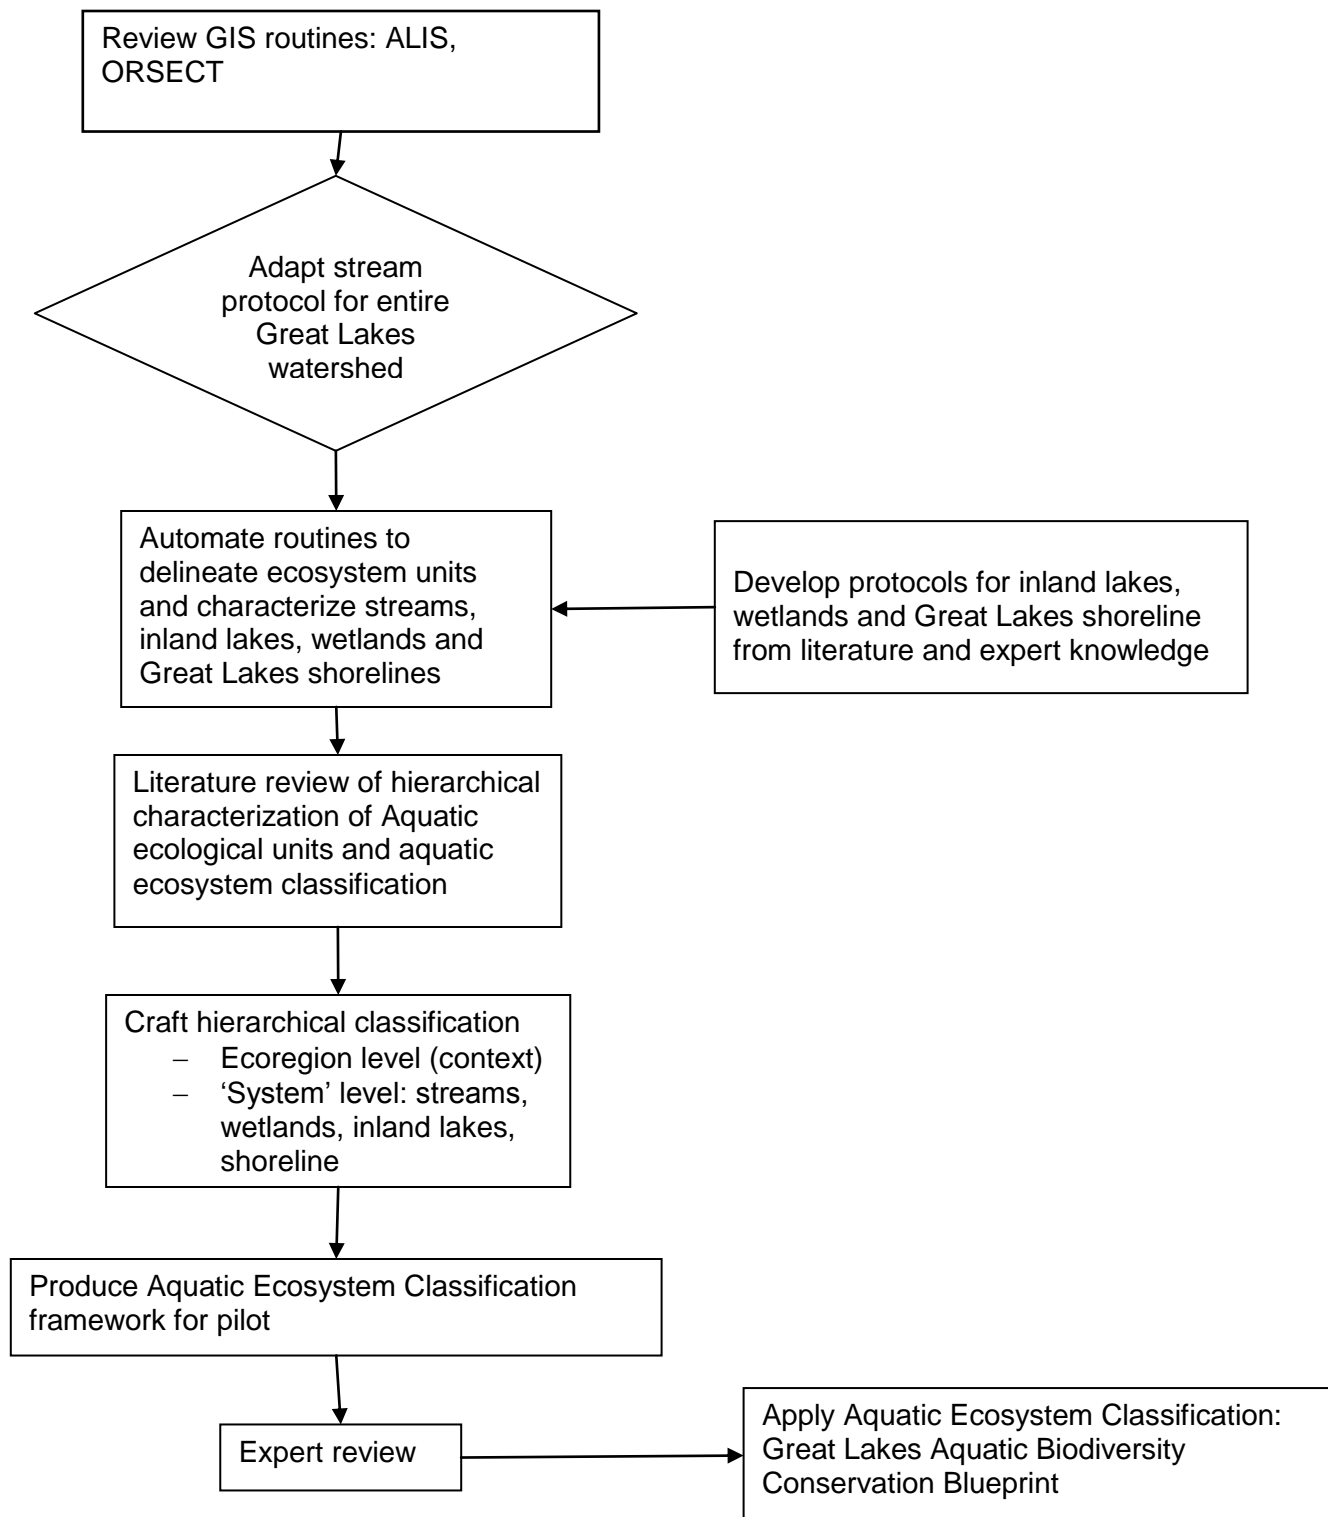 Review GIS routines: ALIS,
ORSECT
Adapt stream
protocol for entire
Great Lakes
watershed
Automate routines to
delineate ecosystem units
and characterize streams,
inland lakes, wetlands and
Great Lakes shorelines
Develop protocols for inland lakes,
wetlands and Great Lakes shoreline
from literature and expert knowledge
Literature review of hierarchical
characterization of Aquatic
ecological units and aquatic
ecosystem classification
Craft hierarchical classification
– Ecoregion level (context)
– ‘System’ level: streams,
wetlands, inland lakes,
shoreline
Produce Aquatic Ecosystem Classification
framework for pilot
Expert review
Apply Aquatic Ecosystem Classification:
Great Lakes Aquatic Biodiversity
Conservation Blueprint